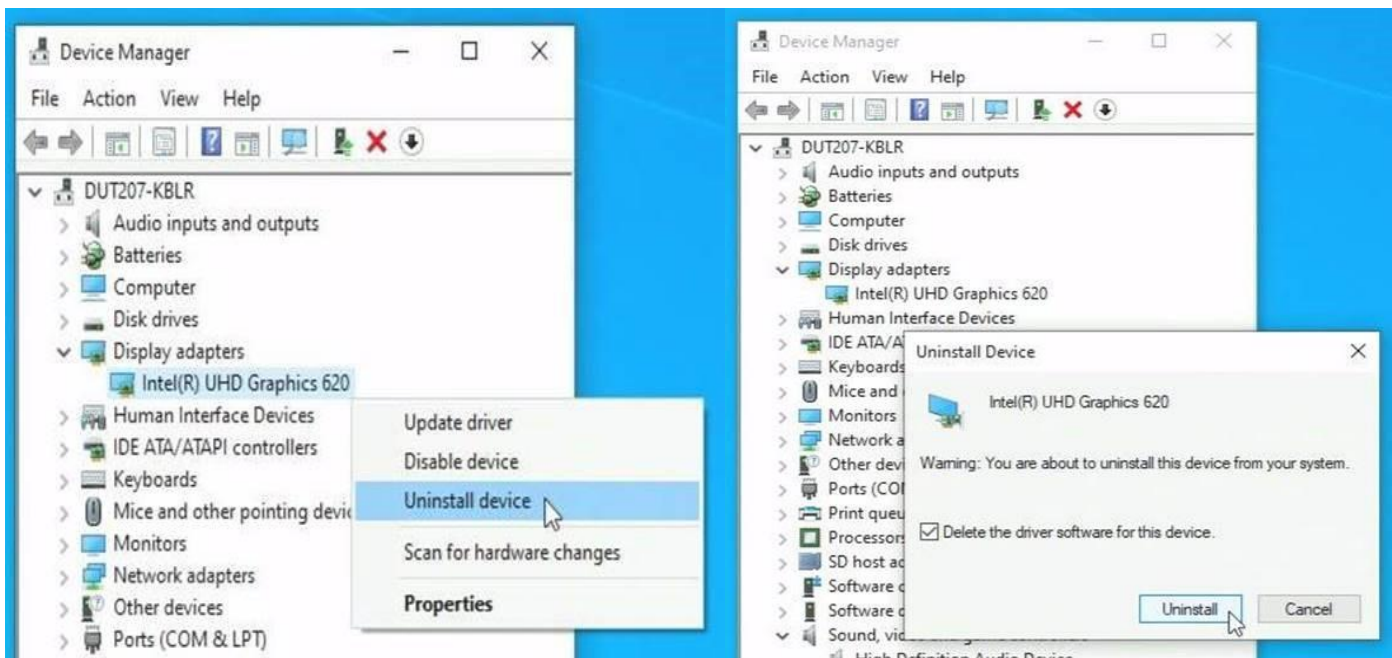 Device Manager
File Action View Help
DUT207-KBLR
Audio inputs and outputs
Batteries
Computer
Disk drives
Display adapters
Intel(R) UHD Graphics 620
Human Interface Devices
IDE ATA/ATAPI controllers
Keyboards
Mice and other pointing devic
Monitors
Network adapters
Other devices
Ports (COM & LPT)
Update driver
Disable device
Uninstall device
Scan for hardware changes
Properties
Device Manager
File Action View Help
DUT207-KBLR
Audio inputs and outputs
Batteries
Computer
Disk drives
Display adapters
Intel(R) UHD Graphics 620
Human Interface Devices
IDE ATA/A
Keyboards
Mice and
Monitors
Network a
Other devi
Ports (CO
Print queu
Processors
SD host ad
Software c
Software c
Sound, vid
Uninstall Device
Intel(R) UHD Graphics 620
Warning: You are about to uninstall this device from your system.
Delete the driver software for this device.
Uninstall Cancel